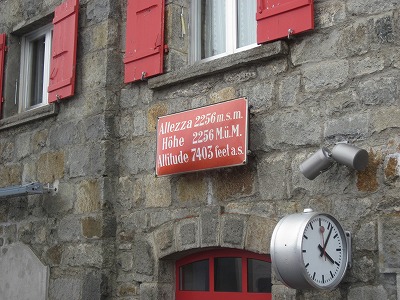 Altezza 2256 m.s.m.
Höhe 2256 M.ü.M.
Altitude 7403 feet a.s.